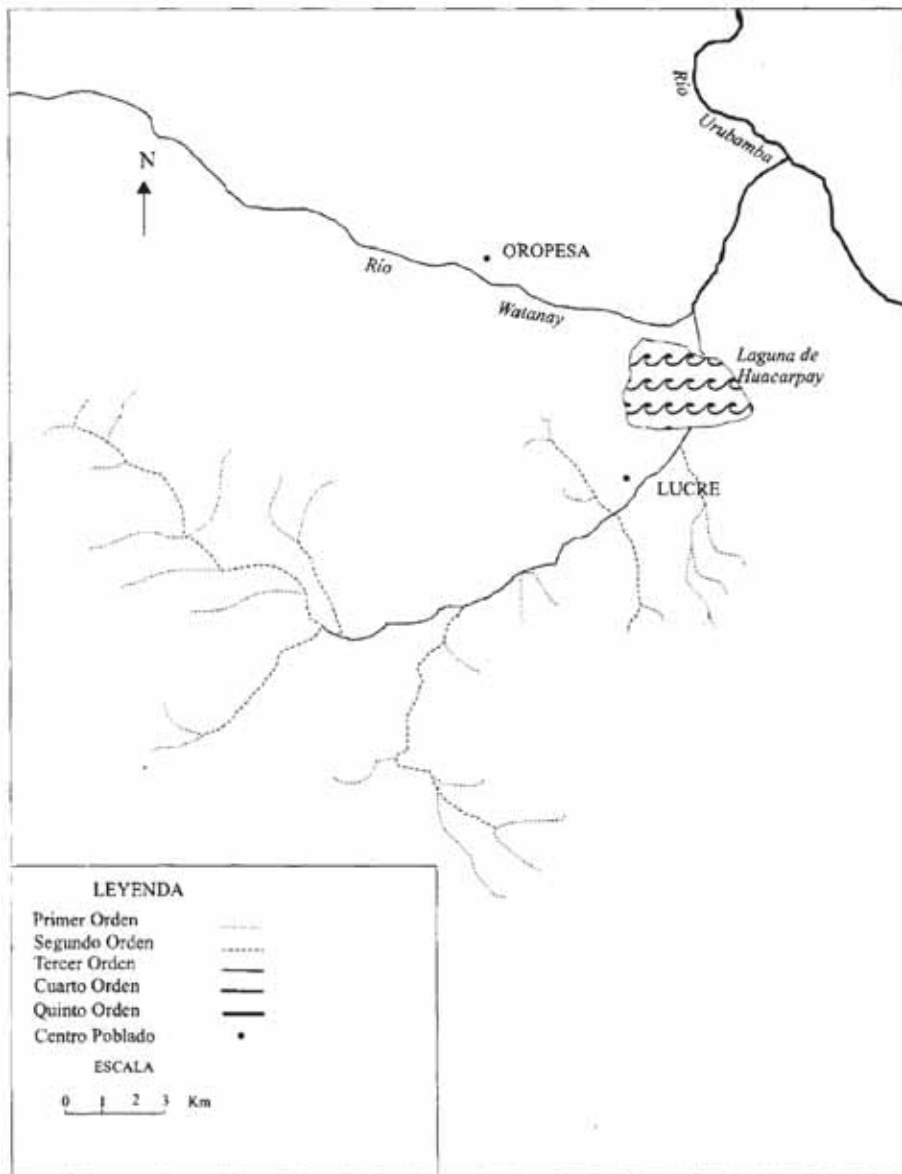 Río
Urubamba
N
OROPESA
Río
Watanay
Laguna de
Huacarpay
LUCRE
LEYENDA
Primer Orden
Segundo Orden
Tercer Orden
Cuarto Orden
Quinto Orden
Centro Poblado
ESCALA
0 1 2 3 Km